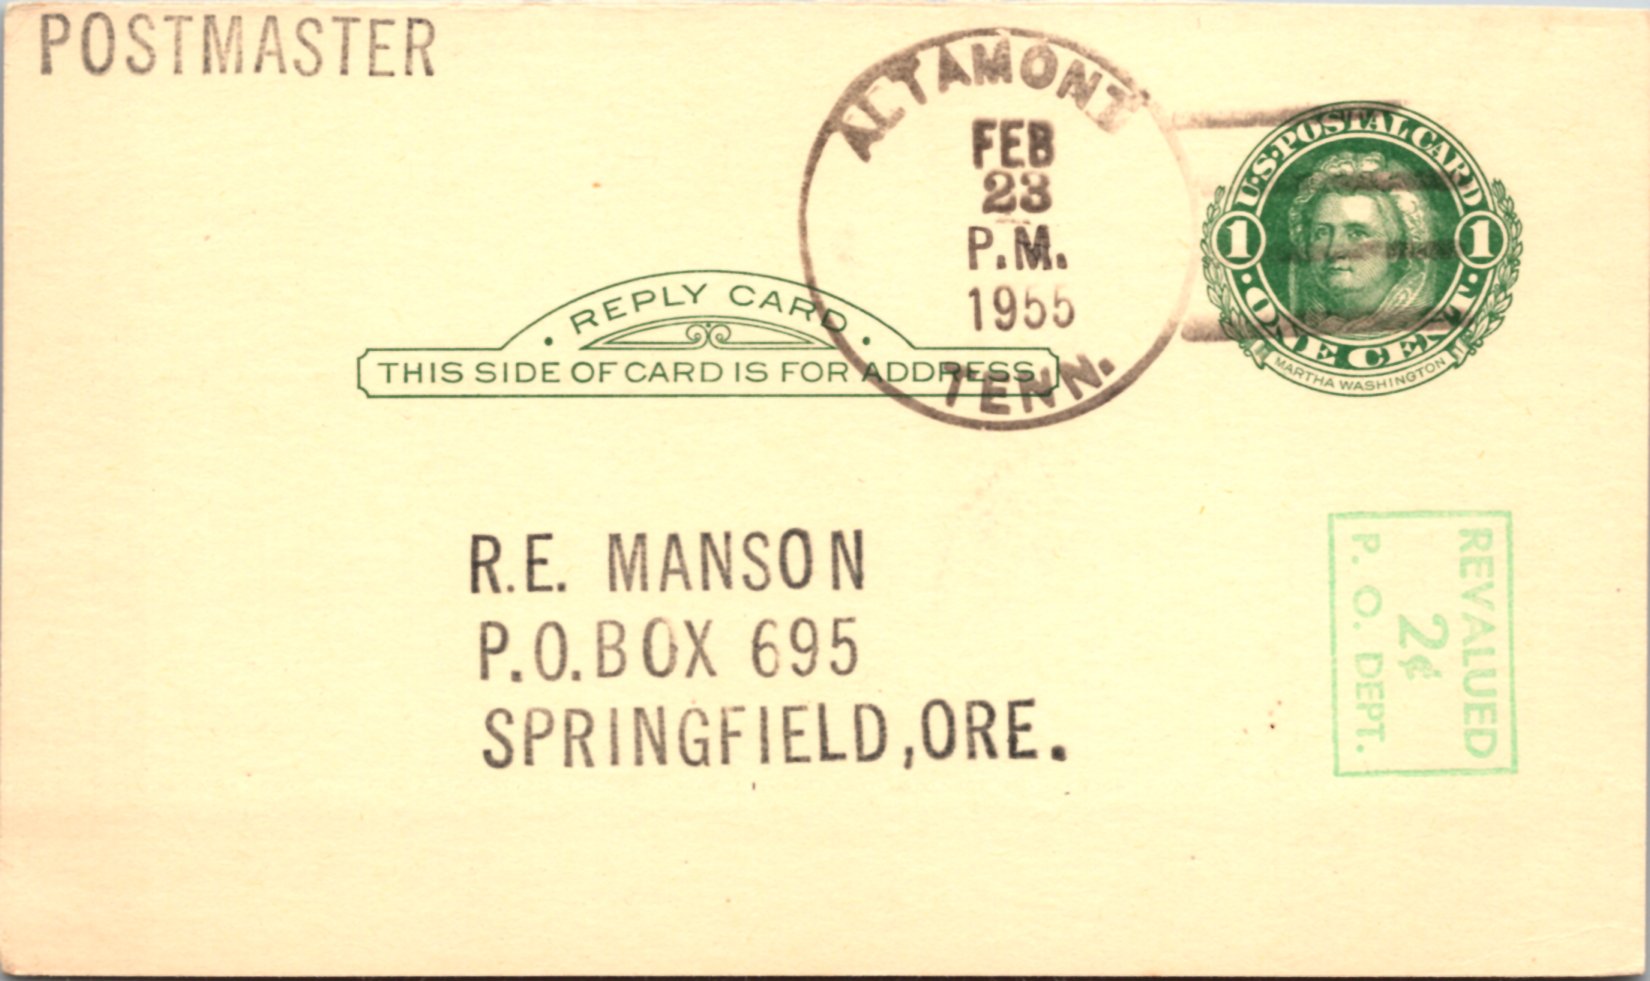 POSTMASTER
ALTAMONT
FEB
23
P.M.
1955
TENN.
U.S. POSTAL CARD
1 1
· ONE CENT ·
MARTHA WASHINGTON
· REPLY CARD ·
THIS SIDE OF CARD IS FOR ADDRESS
R.E. MANSON
P.O.BOX 695
SPRINGFIELD,ORE.
REVALUED
2¢
P. O. DEPT.